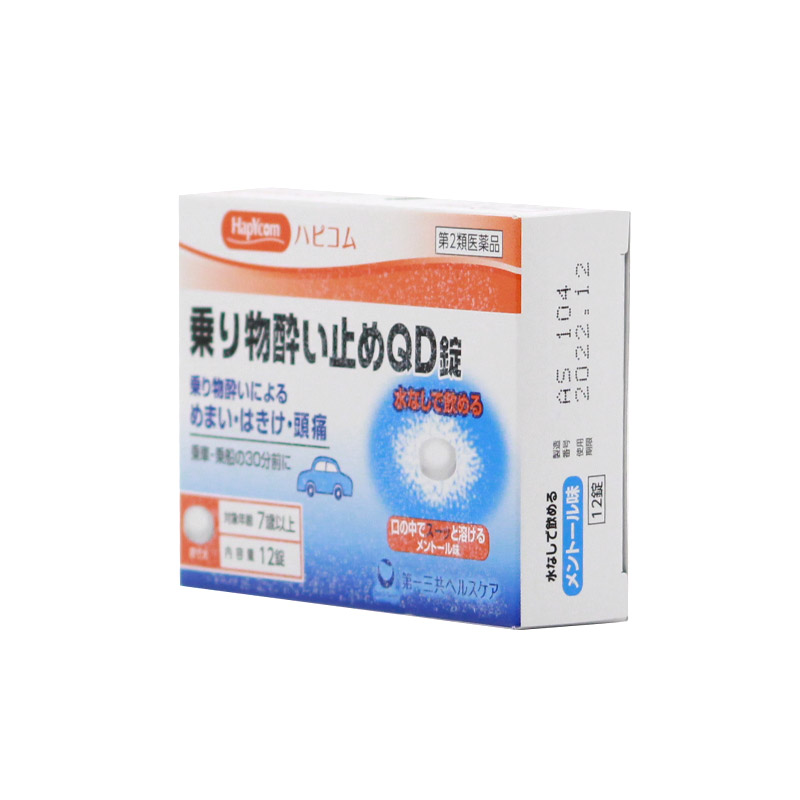 HapYcom ハピコム
第2類医薬品
乗り物酔い止めQD錠
乗り物酔いによる
めまい・はきけ・頭痛
乗車・乗船の30分前に
水なしで飲める
対象年齢 7歳以上
内容量 12錠
口の中でスーッと溶ける
メントール味
第一三共ヘルスケア
AS 104
2022.12
製造
番号
使用
期限
水なしで飲める
メントール味
12錠